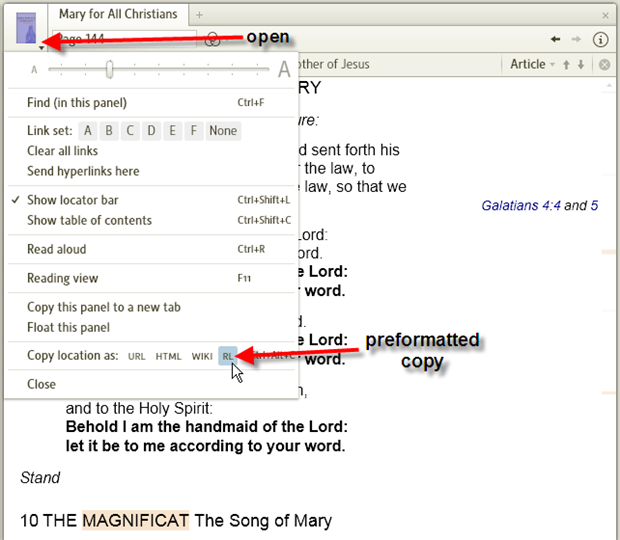 Mary for All Christians +
Page 144 open
A A other of Jesus Article
Find (in this panel) Ctrl+F
RY
ure:
Link set: A B C D E F None
Clear all links
d sent forth his
Send hyperlinks here
r the law, to
e law, so that we
Show locator bar Ctrl+Shift+L
Galatians 4:4 and 5
Show table of contents Ctrl+Shift+C
Lord:
Read aloud Ctrl+R
ord.
Reading view F11
e Lord:
r word.
Copy this panel to a new tab
Float this panel
d.
e Lord:
preformatted
copy
Copy location as: URL HTML WIKI RL Ctrl+Alt+C
r word.
Close
n,
and to the Holy Spirit:
Behold I am the handmaid of the Lord:
let it be to me according to your word.
Stand
10 THE MAGNIFICAT The Song of Mary